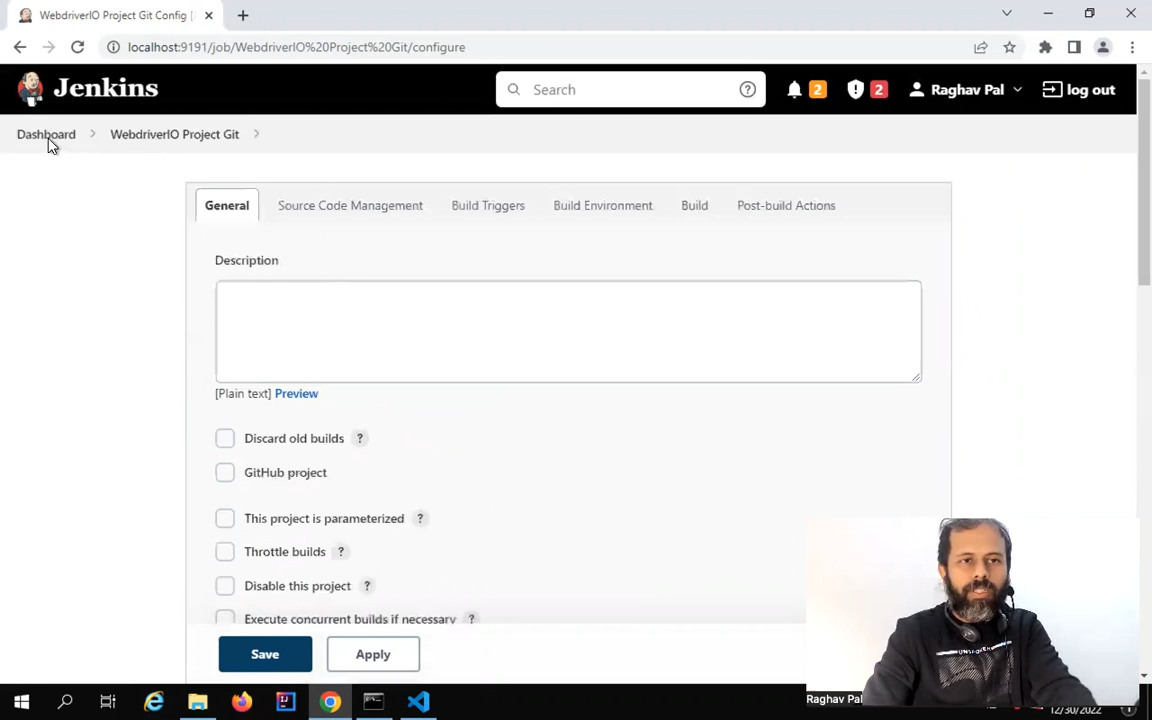 WebdriverIO Project Git Config [
localhost:9191/job/WebdriverIO%20Project%20Git/configure
Jenkins
Search
?
2
2
Raghav Pal
log out
Dashboard
WebdriverIO Project Git
General
Source Code Management
Build Triggers
Build Environment
Build
Post-build Actions
Description
[Plain text] Preview
Discard old builds ?
GitHub project
This project is parameterized ?
Throttle builds ?
Disable this project ?
Execute concurrent builds if necessary ?
Save
Apply
Raghav Pal
12/30/2022